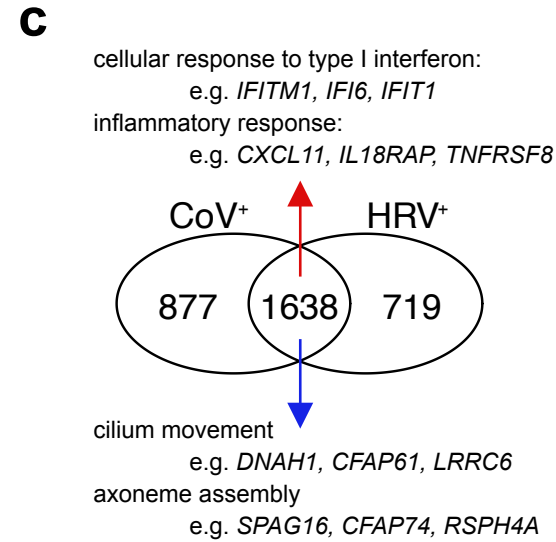 c
cellular response to type I interferon:
e.g. IFITM1, IFI6, IFIT1
inflammatory response:
e.g. CXCL11, IL18RAP, TNFRSF8
CoV⁺ HRV⁺
877 1638 719
cilium movement
e.g. DNAH1, CFAP61, LRRC6
axoneme assembly
e.g. SPAG16, CFAP74, RSPH4A